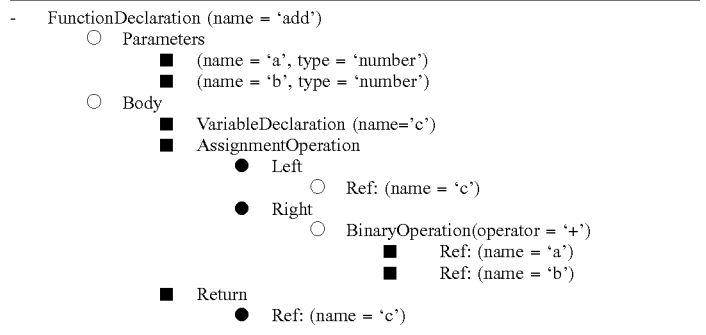 - FunctionDeclaration (name = ‘add’)
○ Parameters
■ (name = ‘a’, type = ‘number’)
■ (name = ‘b’, type = ‘number’)
○ Body
■ VariableDeclaration (name=‘c’)
■ AssignmentOperation
● Left
○ Ref: (name = ‘c’)
● Right
○ BinaryOperation(operator = ‘+’)
■ Ref: (name = ‘a’)
■ Ref: (name = ‘b’)
■ Return
● Ref: (name = ‘c’)